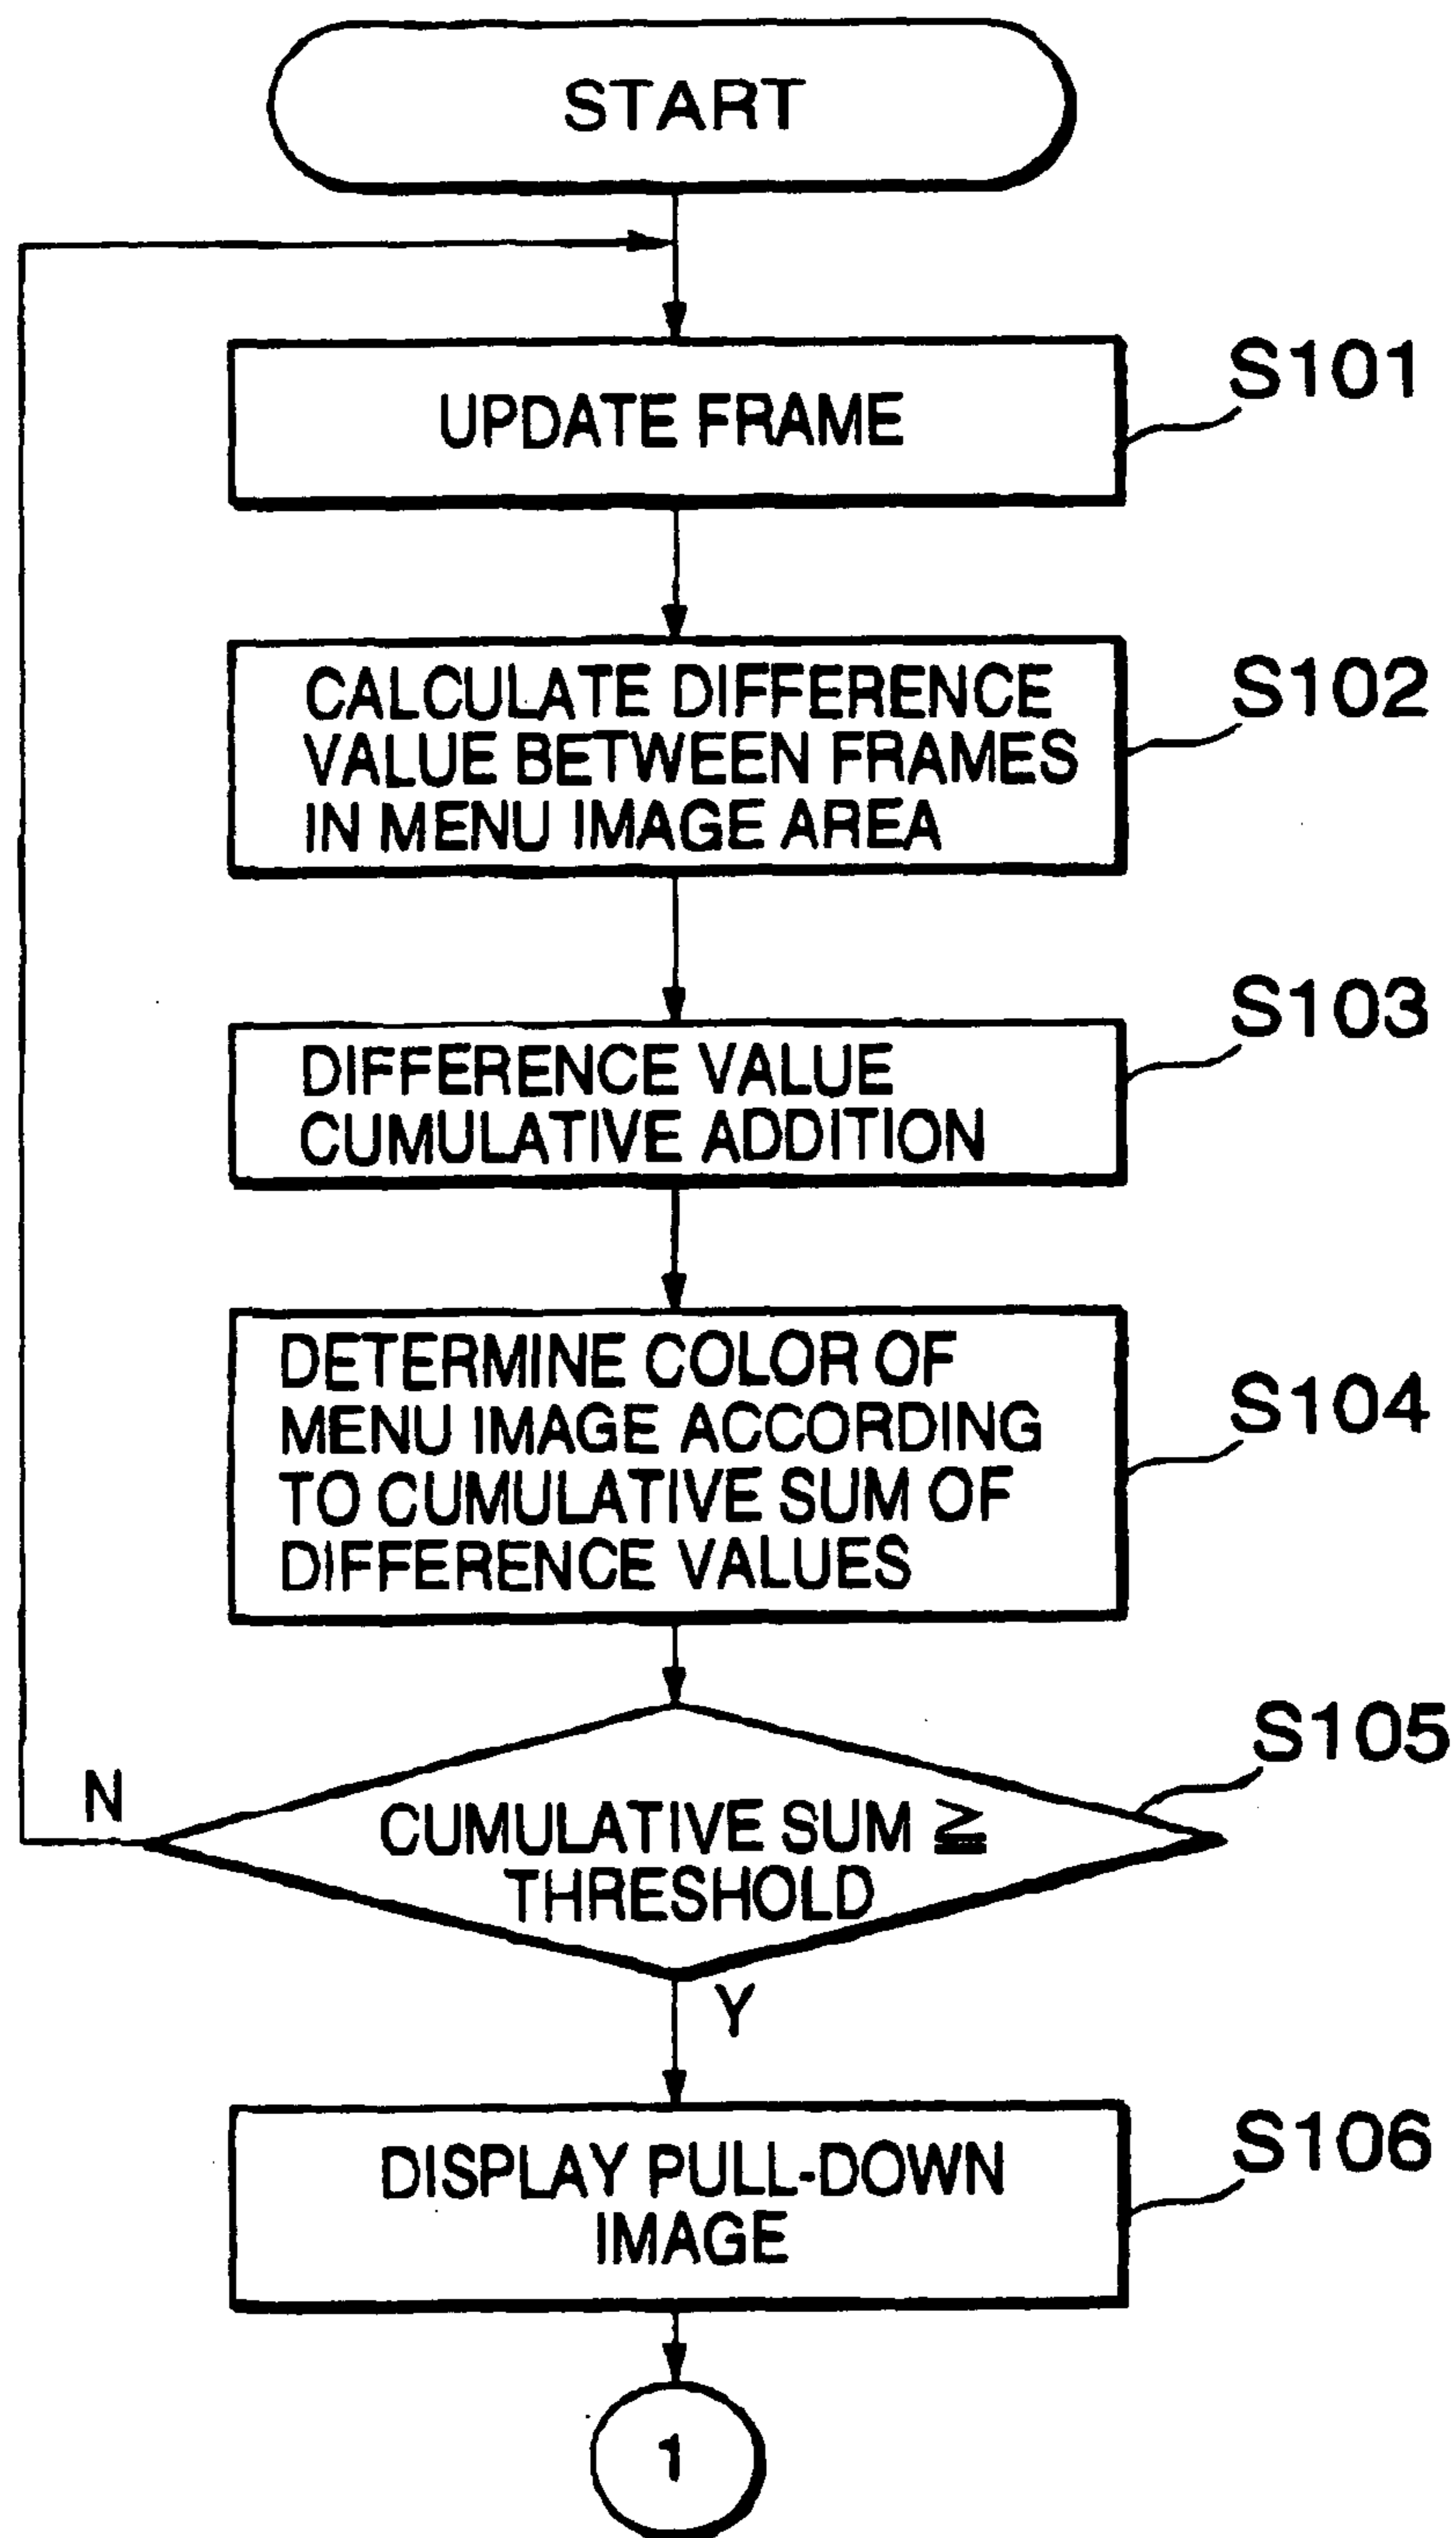 START
UPDATE FRAME
S101
CALCULATE DIFFERENCE
VALUE BETWEEN FRAMES
IN MENU IMAGE AREA
S102
DIFFERENCE VALUE
CUMULATIVE ADDITION
S103
DETERMINE COLOR OF
MENU IMAGE ACCORDING
TO CUMULATIVE SUM OF
DIFFERENCE VALUES
S104
CUMULATIVE SUM ≧
THRESHOLD
S105
N
Y
DISPLAY PULL-DOWN
IMAGE
S106
1